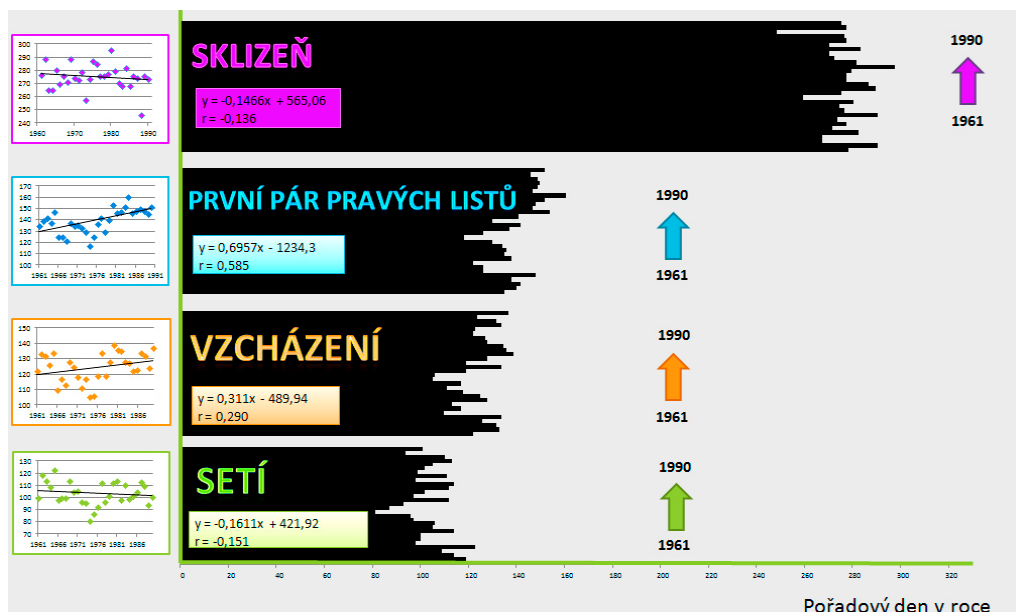 SKLIZEŇ
y = -0,1466x + 565,06
r = -0,136
300
290
280
270
260
250
240
1960 1970 1980 1990
1990
1961
PRVNÍ PÁR PRAVÝCH LISTŮ
y = 0,6957x - 1234,3
r = 0,585
170
160
150
140
130
120
110
100
1961 1966 1971 1976 1981 1986 1991
1990
1961
VZCHÁZENÍ
y = 0,311x - 489,94
r = 0,290
150
140
130
120
110
100
1961 1966 1971 1976 1981 1986
1990
1961
SETÍ
y = -0,1611x + 421,92
r = -0,151
130
120
110
100
90
80
70
1961 1966 1971 1976 1981 1986
1990
1961
0 20 40 60 80 100 120 140 160 180 200 220 240 260 280 300 320
Pořadový den v roce